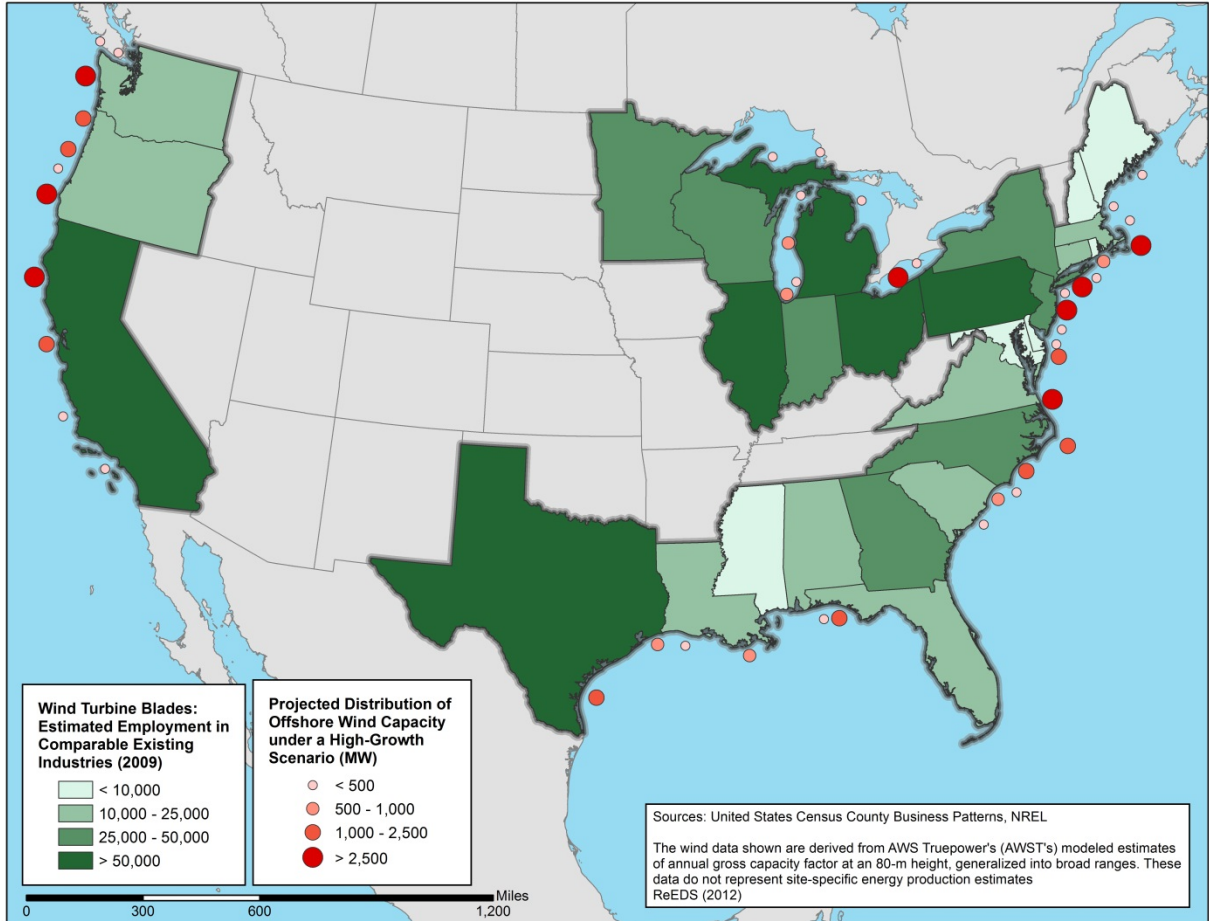 Wind Turbine Blades:
Estimated Employment in
Comparable Existing
Industries (2009)
< 10,000
10,000 - 25,000
25,000 - 50,000
> 50,000
Projected Distribution of
Offshore Wind Capacity
under a High-Growth
Scenario (MW)
< 500
500 - 1,000
1,000 - 2,500
> 2,500
Sources: United States Census County Business Patterns, NREL
The wind data shown are derived from AWS Truepower's (AWST's) modeled estimates
of annual gross capacity factor at an 80-m height, generalized into broad ranges. These
data do not represent site-specific energy production estimates
ReEDS (2012)
Miles
0 300 600 1,200